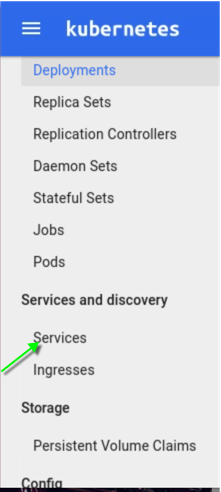 kubernetes
Deployments
Replica Sets
Replication Controllers
Daemon Sets
Stateful Sets
Jobs
Pods
Services and discovery
Services
Ingresses
Storage
Persistent Volume Claims
Config